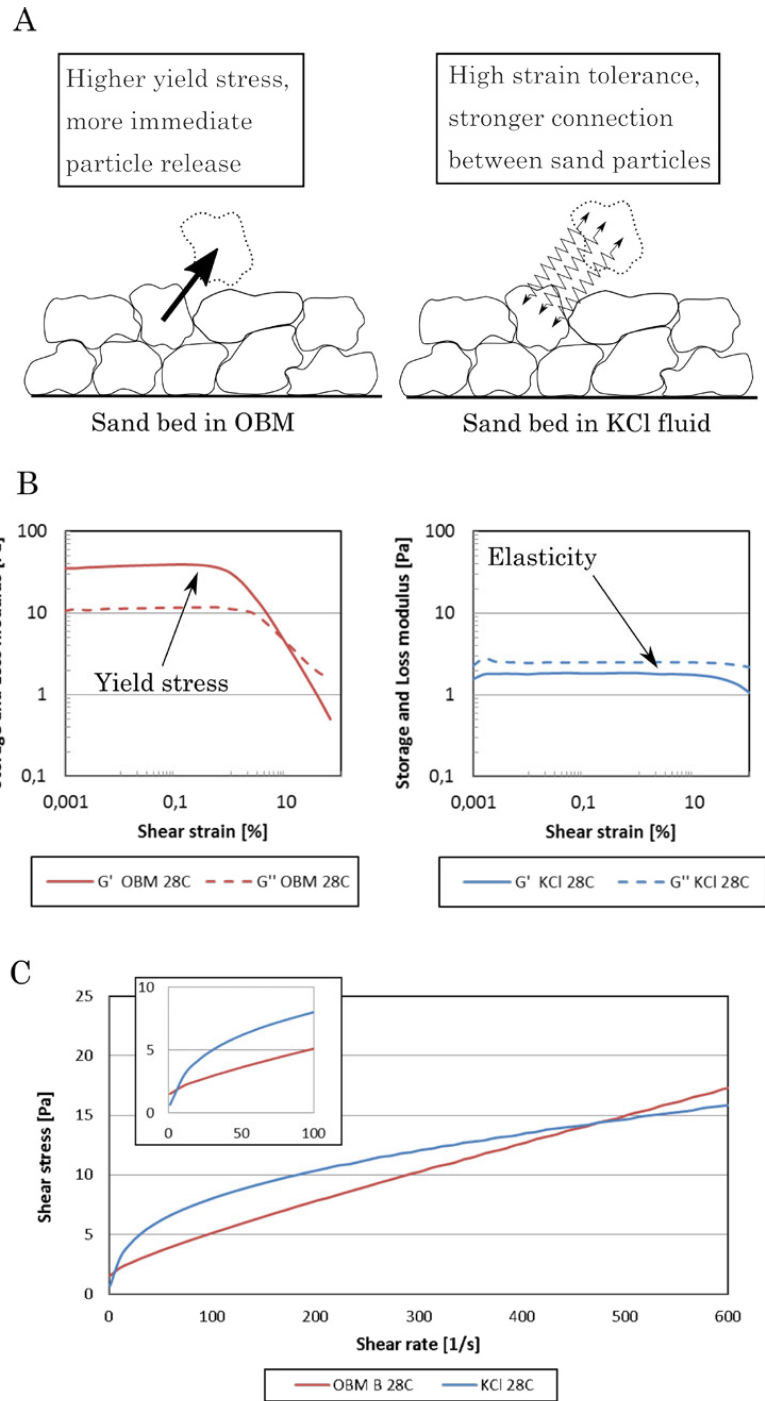 A
Higher yield stress,
more immediate
particle release
High strain tolerance,
stronger connection
between sand particles
Sand bed in OBM
Sand bed in KCl fluid
B
100
10
1
0,1
0,001
0,1
10
Yield stress
Shear strain [%]
G' OBM 28C
G'' OBM 28C
Storage and Loss modulus [Pa]
100
10
1
0,1
0,001
0,1
10
Elasticity
Shear strain [%]
G' KCl 28C
G'' KCl 28C
C
10
5
0
0
50
100
Shear stress [Pa]
25
20
15
10
5
0
0
100
200
300
400
500
600
Shear rate [1/s]
OBM B 28C
KCl 28C